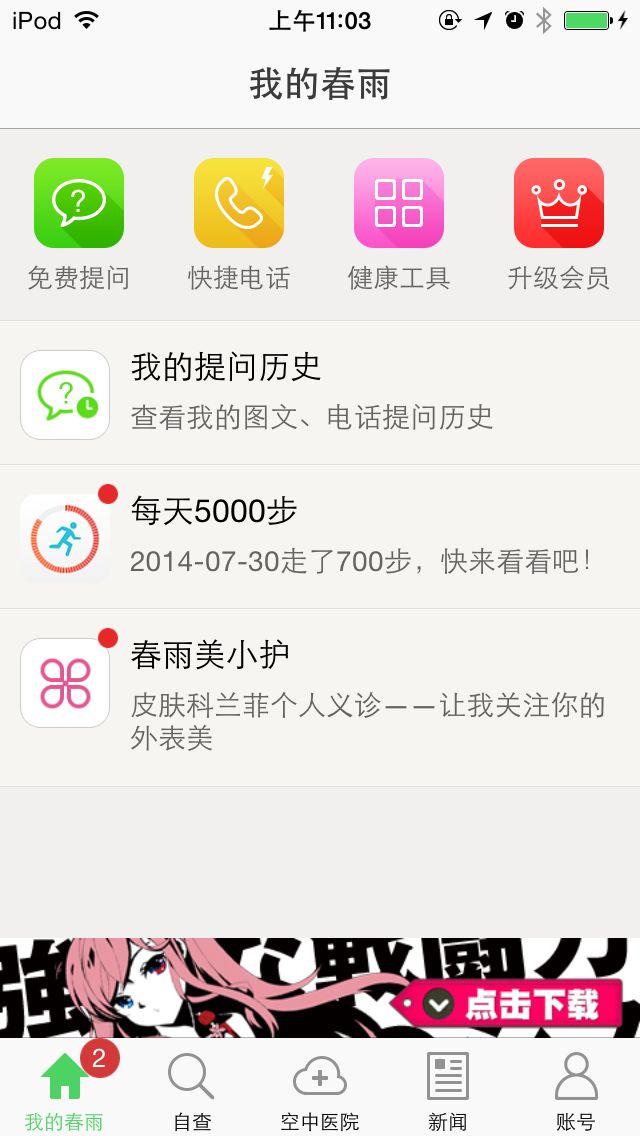 iPod 上午11:03
我的春雨
免费提问 快捷电话 健康工具 升级会员
我的提问历史
查看我的图文、电话提问历史
每天5000步
2014-07-30走了700步，快来看看吧！
春雨美小护
皮肤科兰菲个人义诊——让我关注你的
外表美
強 戰鬪力
点击下载
2
我的春雨 自查 空中医院 新闻 账号